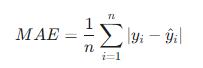 $MAE = \frac{1}{n} \sum_{i=1}^{n} |y_i - \hat{y}_i|$